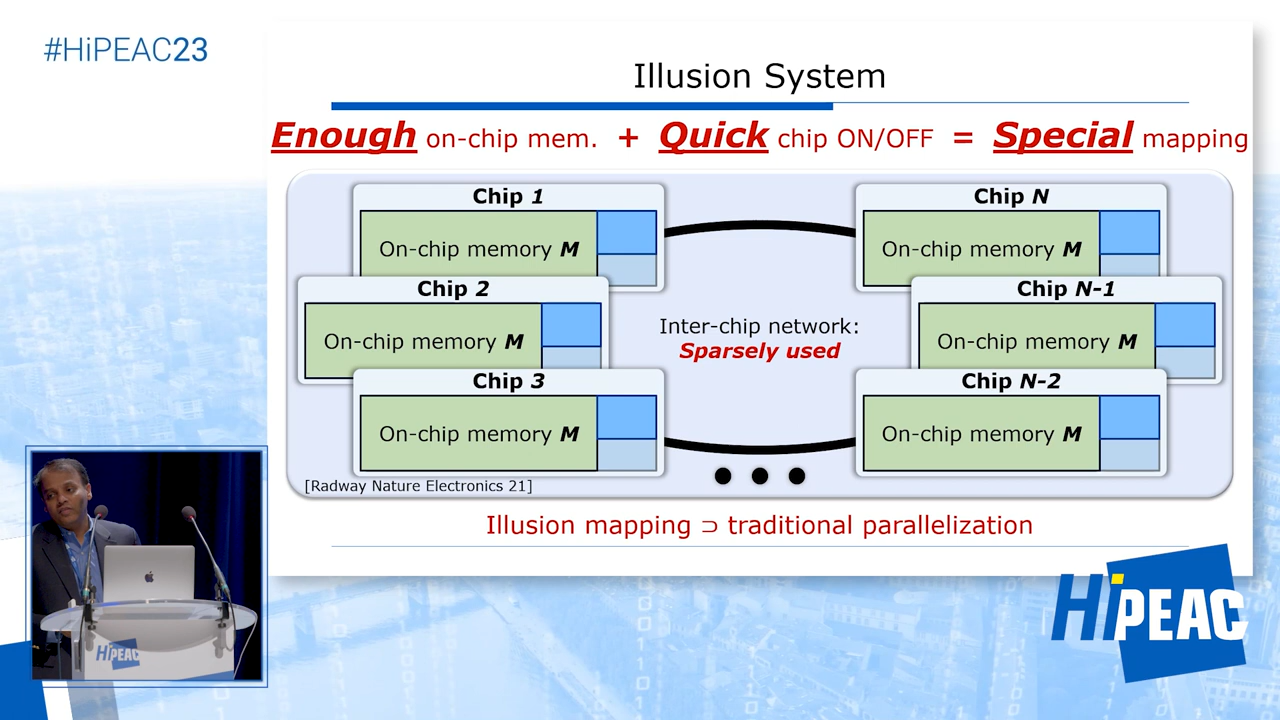 #HiPEAC23
Illusion System
Enough on-chip mem. + Quick chip ON/OFF = Special mapping
Chip 1
On-chip memory M
Chip 2
On-chip memory M
Chip 3
On-chip memory M
Inter-chip network:
Sparsely used
Chip N
On-chip memory M
Chip N-1
On-chip memory M
Chip N-2
On-chip memory M
[Radway Nature Electronics 21]
Illusion mapping ⊃ traditional parallelization
HiPEAC
HiPEAC